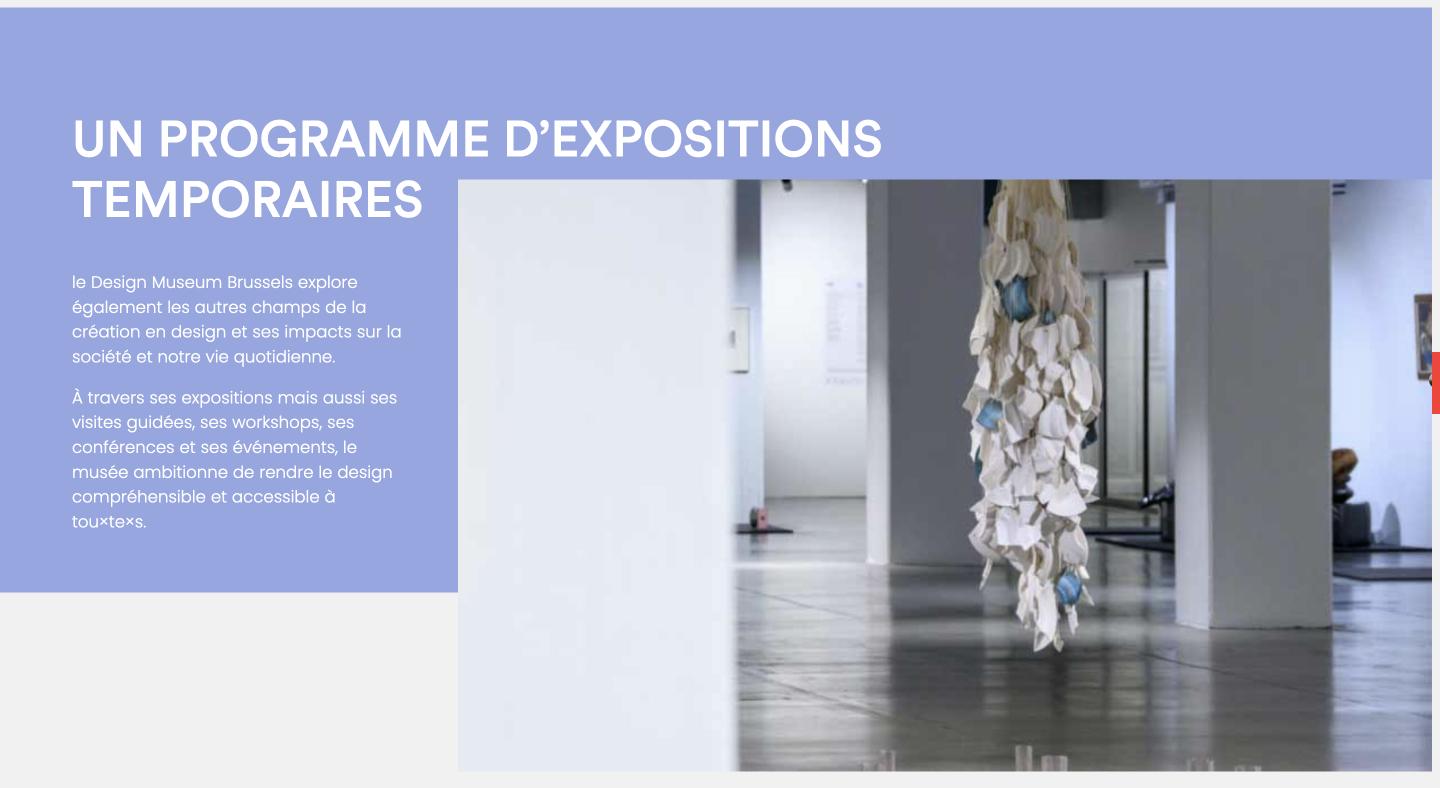 UN PROGRAMME D’EXPOSITIONS
TEMPORAIRES
le Design Museum Brussels explore
également les autres champs de la
création en design et ses impacts sur la
société et notre vie quotidienne.
À travers ses expositions mais aussi ses
visites guidées, ses workshops, ses
conférences et ses événements, le
musée ambitionne de rendre le design
compréhensible et accessible à
tou×te×s.